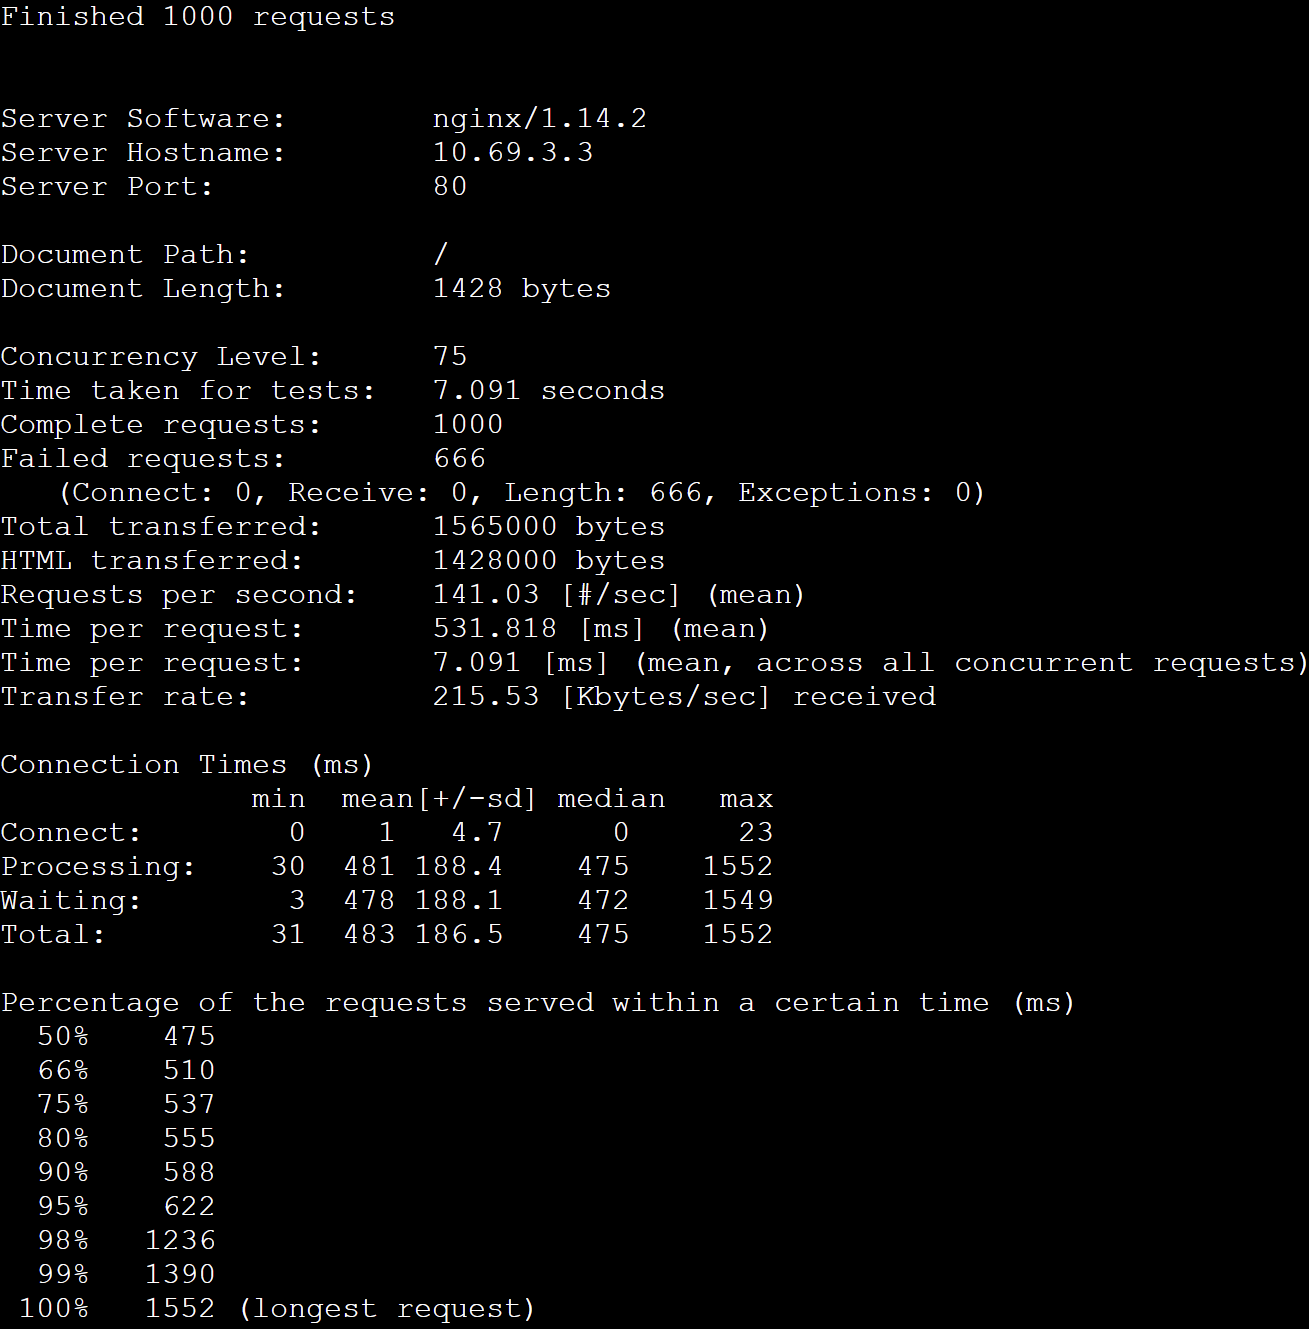 Finished 1000 requests
Server Software: nginx/1.14.2
Server Hostname: 10.69.3.3
Server Port: 80
Document Path: /
Document Length: 1428 bytes
Concurrency Level: 75
Time taken for tests: 7.091 seconds
Complete requests: 1000
Failed requests: 666
(Connect: 0, Receive: 0, Length: 666, Exceptions: 0)
Total transferred: 1565000 bytes
HTML transferred: 1428000 bytes
Requests per second: 141.03 [#/sec] (mean)
Time per request: 531.818 [ms] (mean)
Time per request: 7.091 [ms] (mean, across all concurrent requests)
Transfer rate: 215.53 [Kbytes/sec] received
Connection Times (ms)
min mean[+/-sd] median max
Connect: 0 1 4.7 0 23
Processing: 30 481 188.4 475 1552
Waiting: 3 478 188.1 472 1549
Total: 31 483 186.5 475 1552
Percentage of the requests served within a certain time (ms)
50% 475
66% 510
75% 537
80% 555
90% 588
95% 622
98% 1236
99% 1390
100% 1552 (longest request)